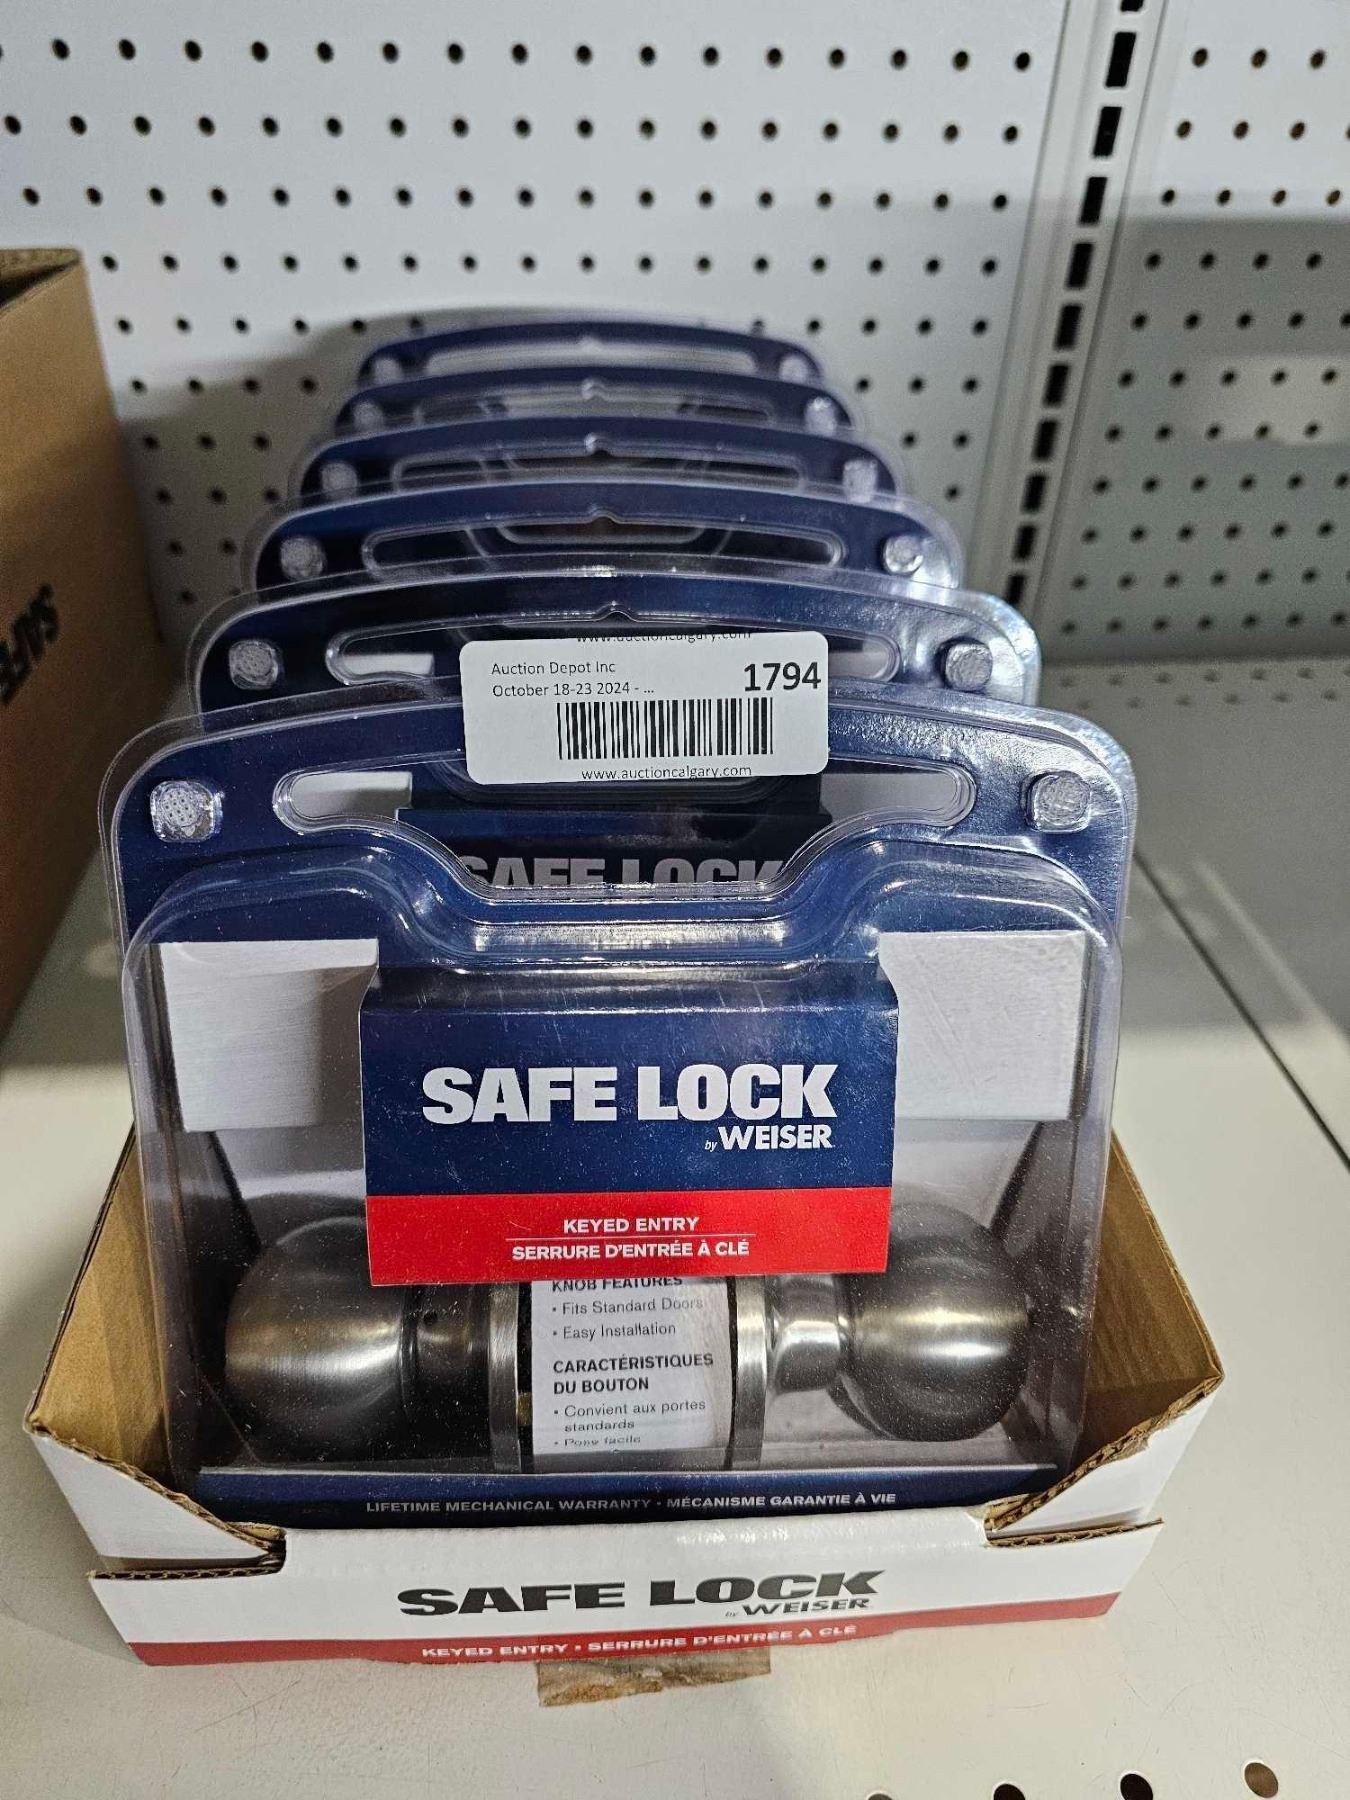 www.auctioncalgary.com
Auction Depot Inc
1794
October 18-23 2024 - ...
www.auctioncalgary.com
SAFE LOCK
SAFE LOCK
by WEISER
KEYED ENTRY
SERRURE D'ENTRÉE À CLÉ
KNOB FEATURES
• Fits Standard Doors
• Easy Installation
CARACTÉRISTIQUES
DU BOUTON
• Convient aux portes
standards
• Pose facile
LIFETIME MECHANICAL WARRANTY • MÉCANISME GARANTIE À VIE
SAFE LOCK
by WEISER
KEYED ENTRY • SERRURE D'ENTRÉE À CLÉ